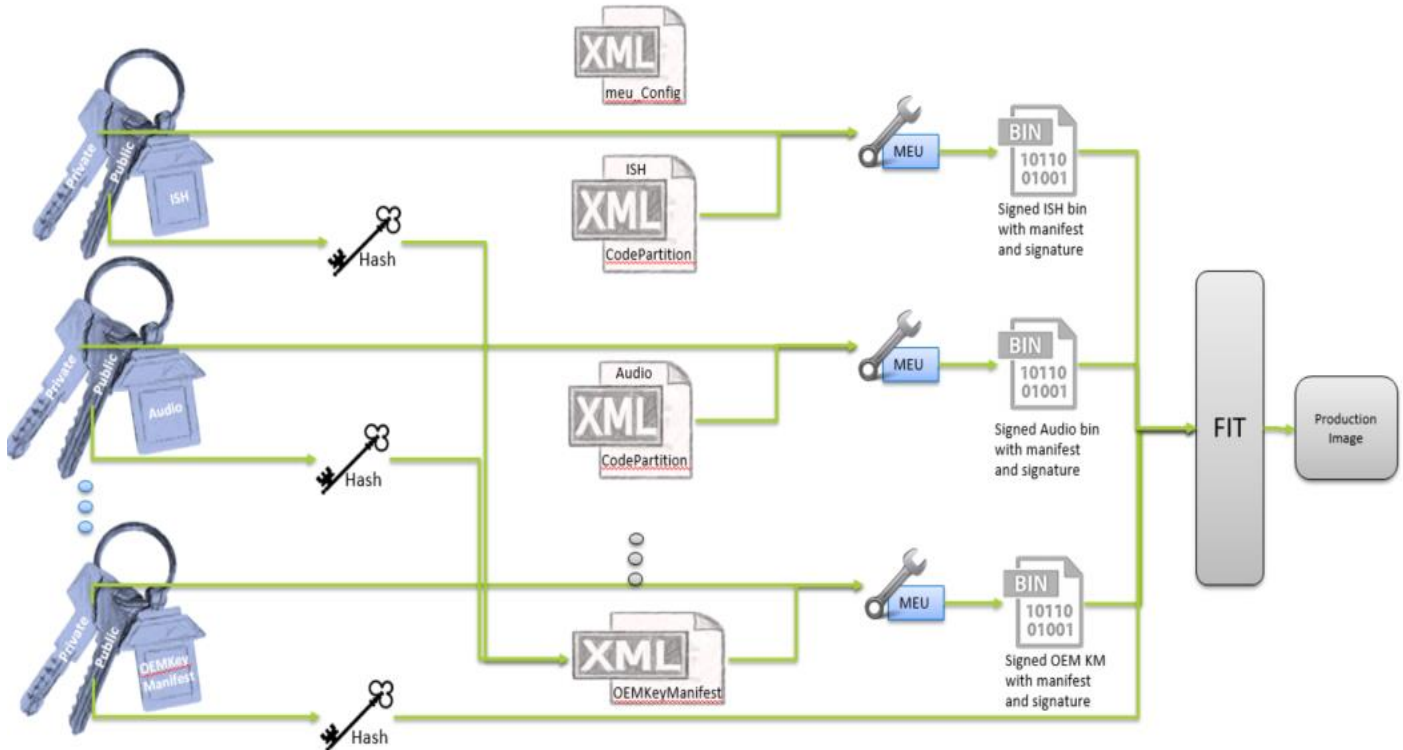 XML
meu_Config
Private
Public
ISH
MEU
BIN
10110
01001
ISH
XML
CodePartition
Signed ISH bin
with manifest
and signature
Hash
Private
Public
Audio
MEU
BIN
10110
01001
Audio
XML
CodePartition
Signed Audio bin
with manifest
and signature
Hash
FIT
Production
Image
Private
Public
OEMKey
Manifest
MEU
BIN
10110
01001
XML
OEMKeyManifest
Signed OEM KM
with manifest
and signature
Hash